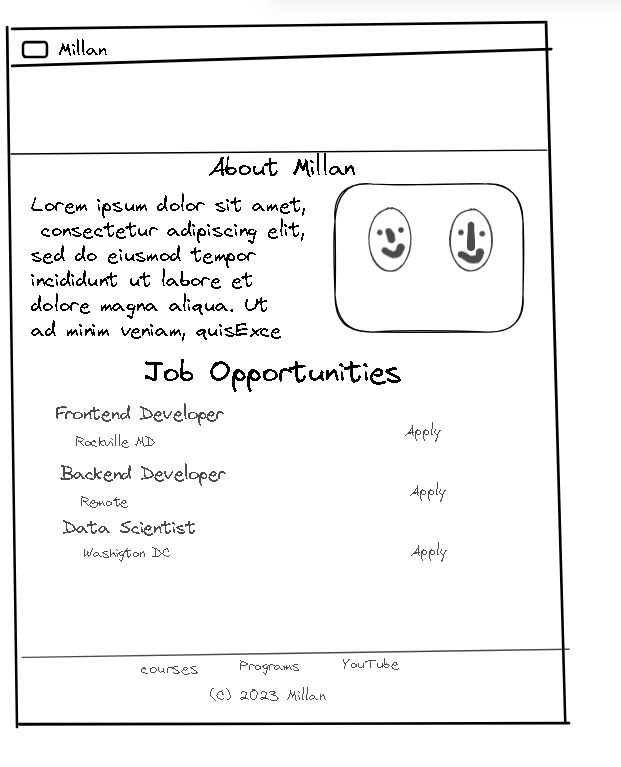 Millan
About Millan
Lorem ipsum dolor sit amet,
consectetur adipiscing elit,
sed do eiusmod tempor
incididunt ut labore et
dolore magna aliqua. Ut
ad minim veniam, quisExce
Job Opportunities
Frontend Developer
Rockville MD
Apply
Backend Developer
Remote
Apply
Data Scientist
Washigton DC
Apply
courses Programs YouTube
(C) 2023 Millan